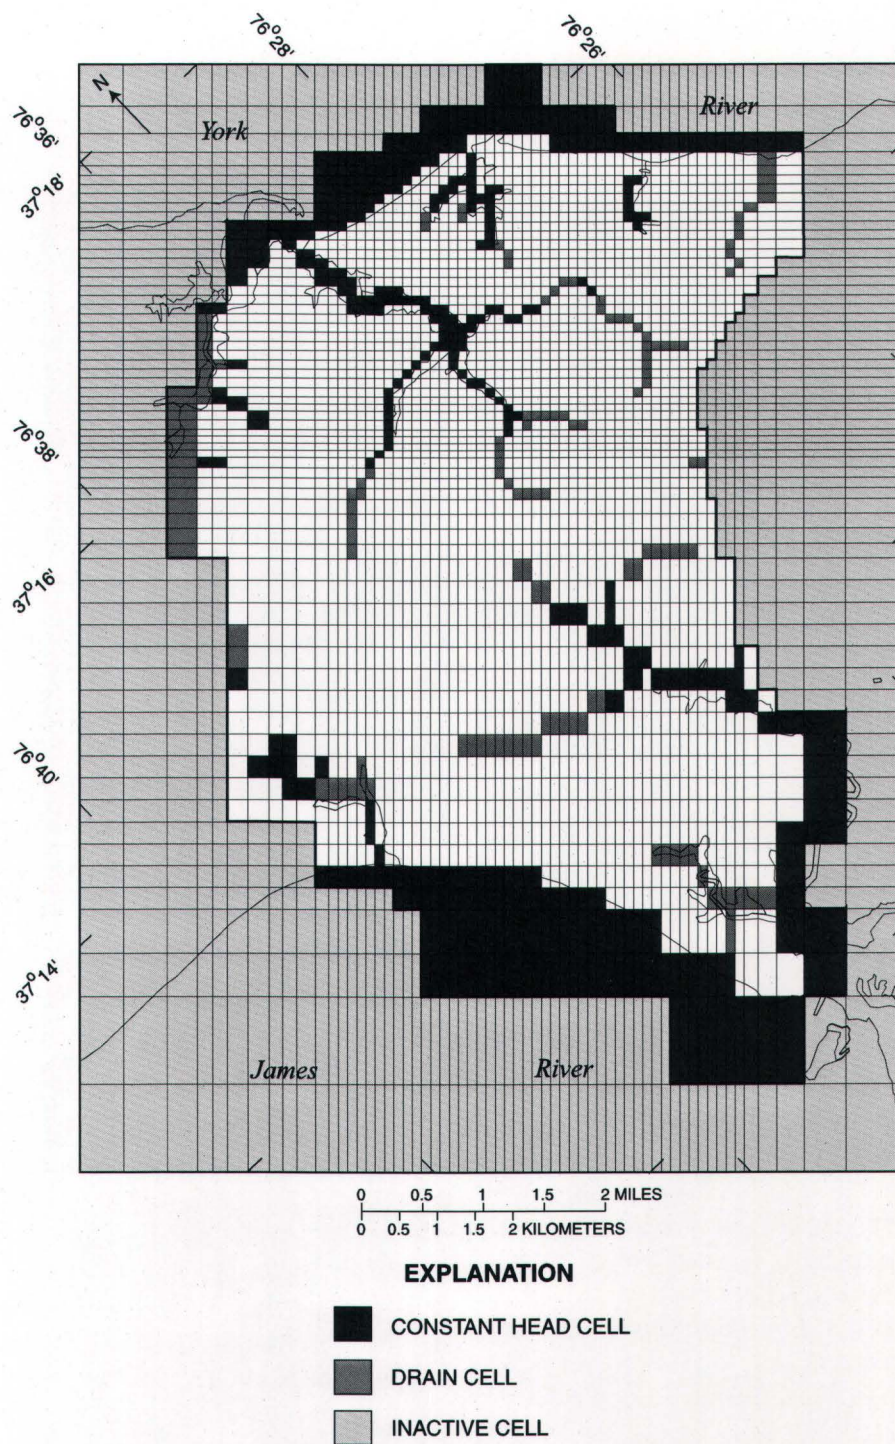 76°28'
76°26'
N
York
River
76°36'
37°18'
76°38'
37°16'
76°40'
37°14'
James
River
0 0.5 1 1.5 2 MILES
0 0.5 1 1.5 2 KILOMETERS
EXPLANATION
CONSTANT HEAD CELL
DRAIN CELL
INACTIVE CELL